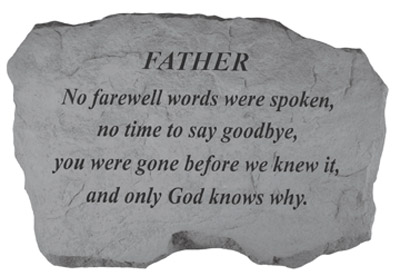 FATHER
No farewell words were spoken,
no time to say goodbye,
you were gone before we knew it,
and only God knows why.